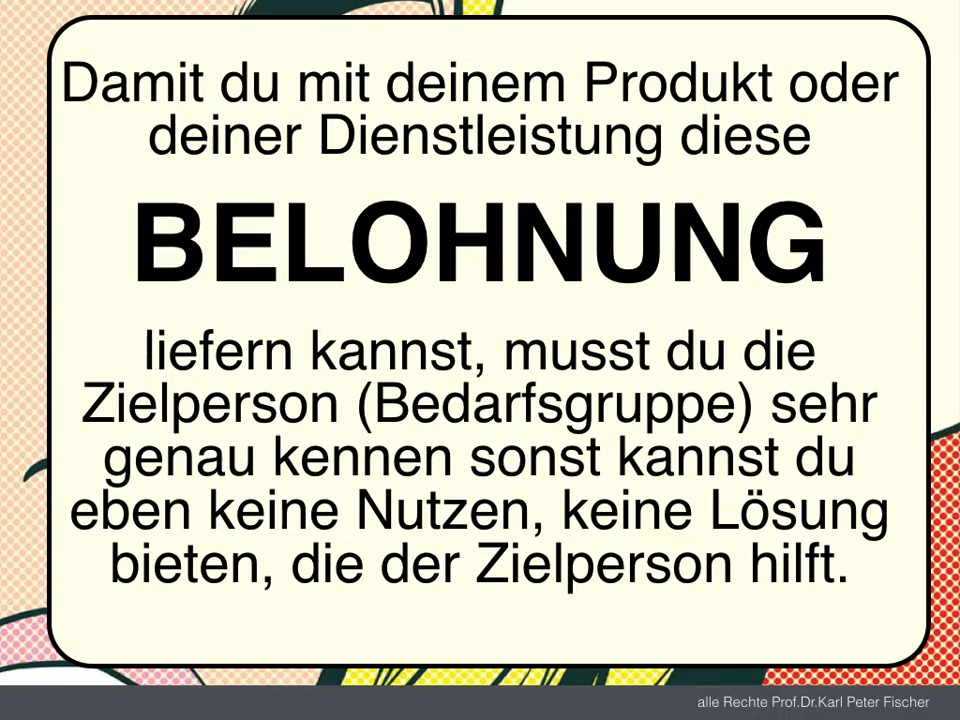 Damit du mit deinem Produkt oder
deiner Dienstleistung diese
BELOHNUNG
liefern kannst, musst du die
Zielperson (Bedarfsgruppe) sehr
genau kennen sonst kannst du
eben keine Nutzen, keine Lösung
bieten, die der Zielperson hilft.
alle Rechte Prof.Dr.Karl Peter Fischer